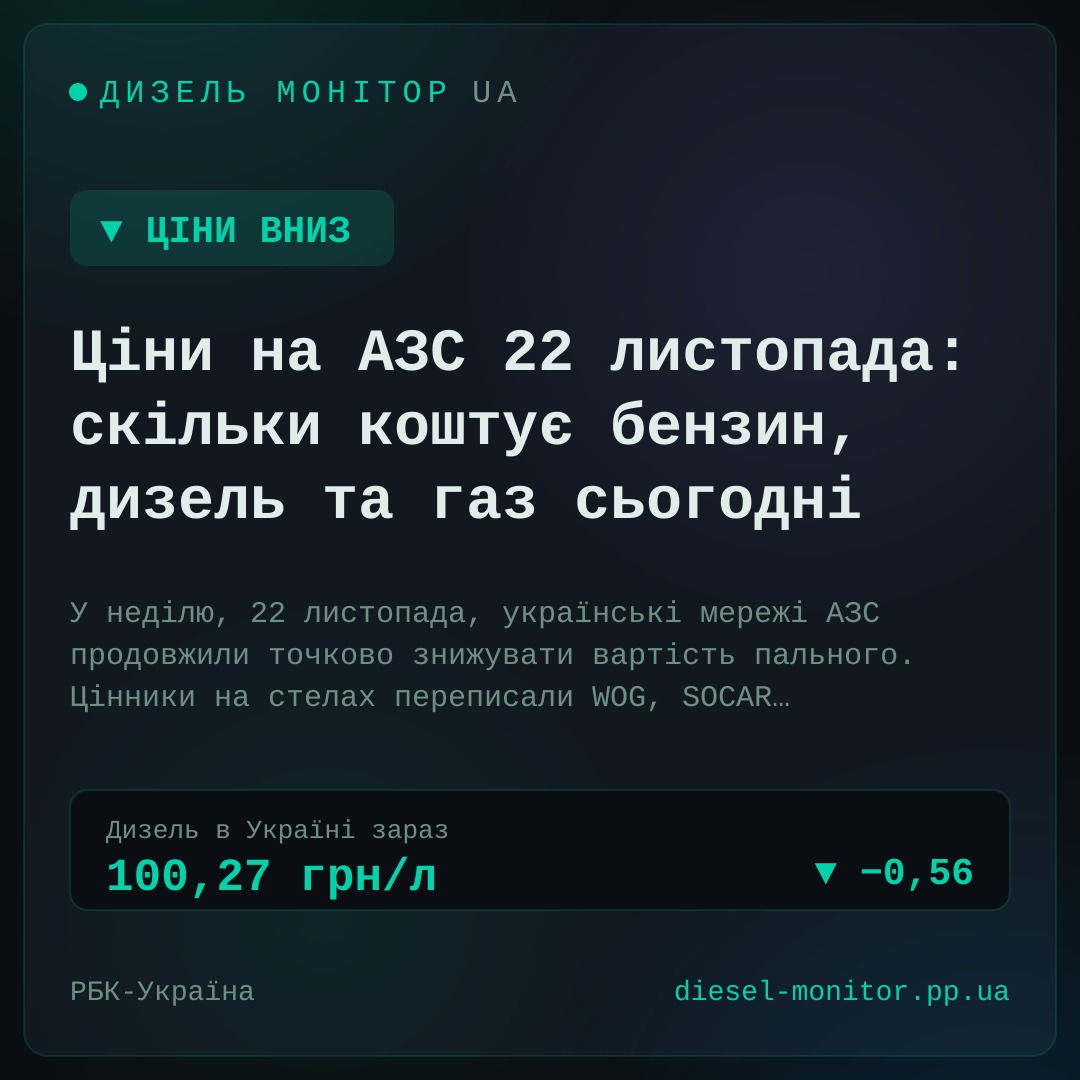 ДИЗЕЛЬ МОНІТОР UA
▼ ЦІНИ ВНИЗ
Ціни на АЗС 22 листопада:
скільки коштує бензин,
дизель та газ сьогодні
У неділю, 22 листопада, українські мережі АЗС
продовжили точково знижувати вартість пального.
Цінники на стелах переписали WOG, SOCAR…
Дизель в Україні зараз
100,27 грн/л
▼ −0,56
РБК-Україна
diesel-monitor.pp.ua